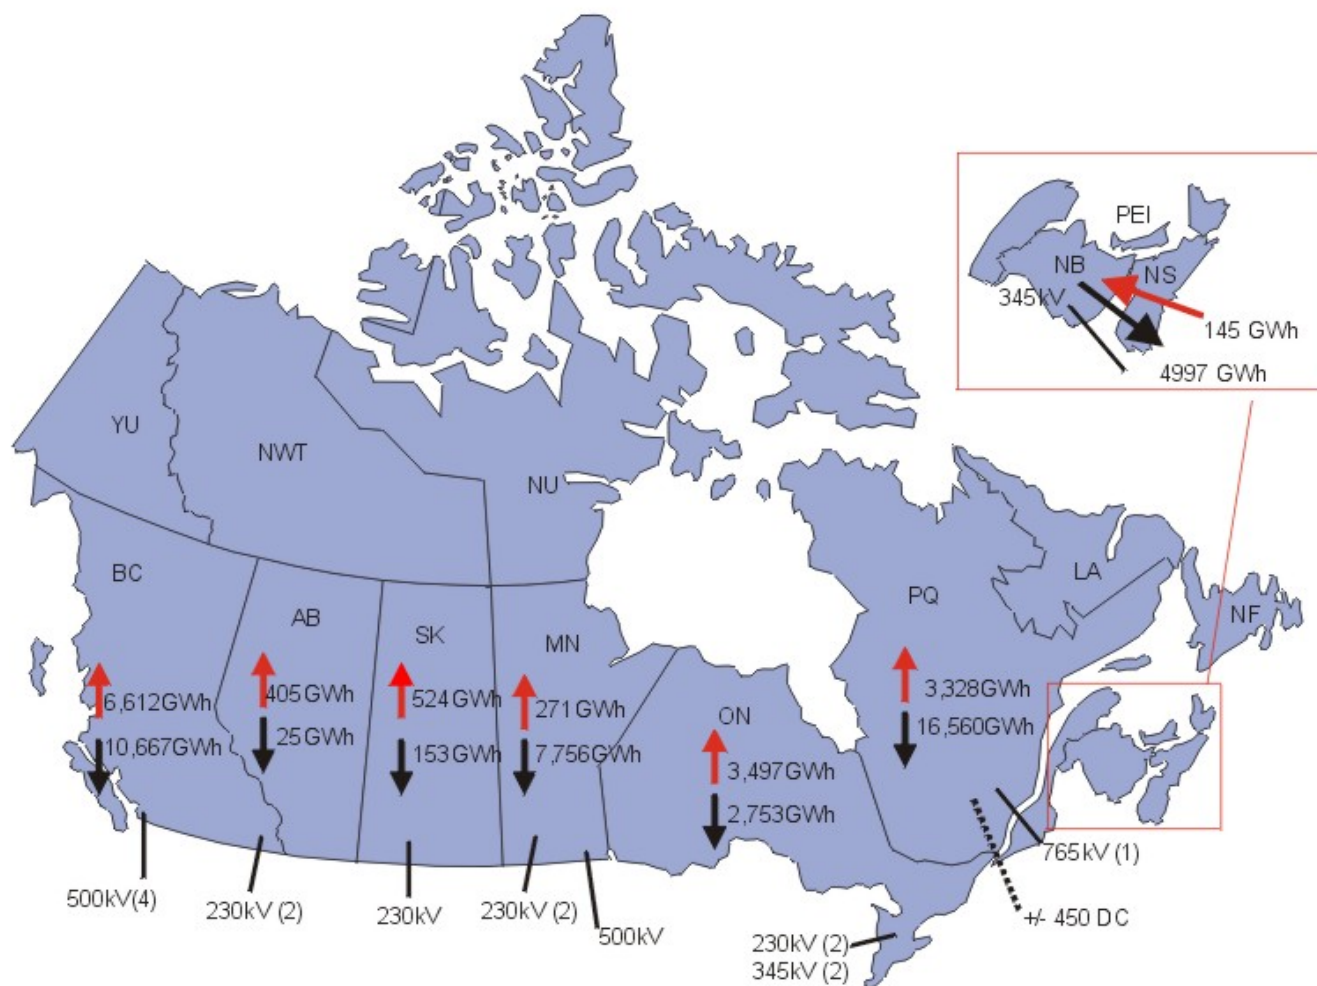 PEI
NB
NS
345kV
145 GWh
4997 GWh
YU
NWT
NU
BC
AB
SK
MN
ON
PQ
LA
NF
6,612GWh
10,667GWh
405GWh
25GWh
524GWh
153GWh
271GWh
7,756GWh
3,497GWh
2,753GWh
3,328GWh
16,560GWh
500kV(4)
230kV (2)
230kV
230kV (2)
500kV
230kV (2)
345kV (2)
765kV (1)
+/- 450 DC